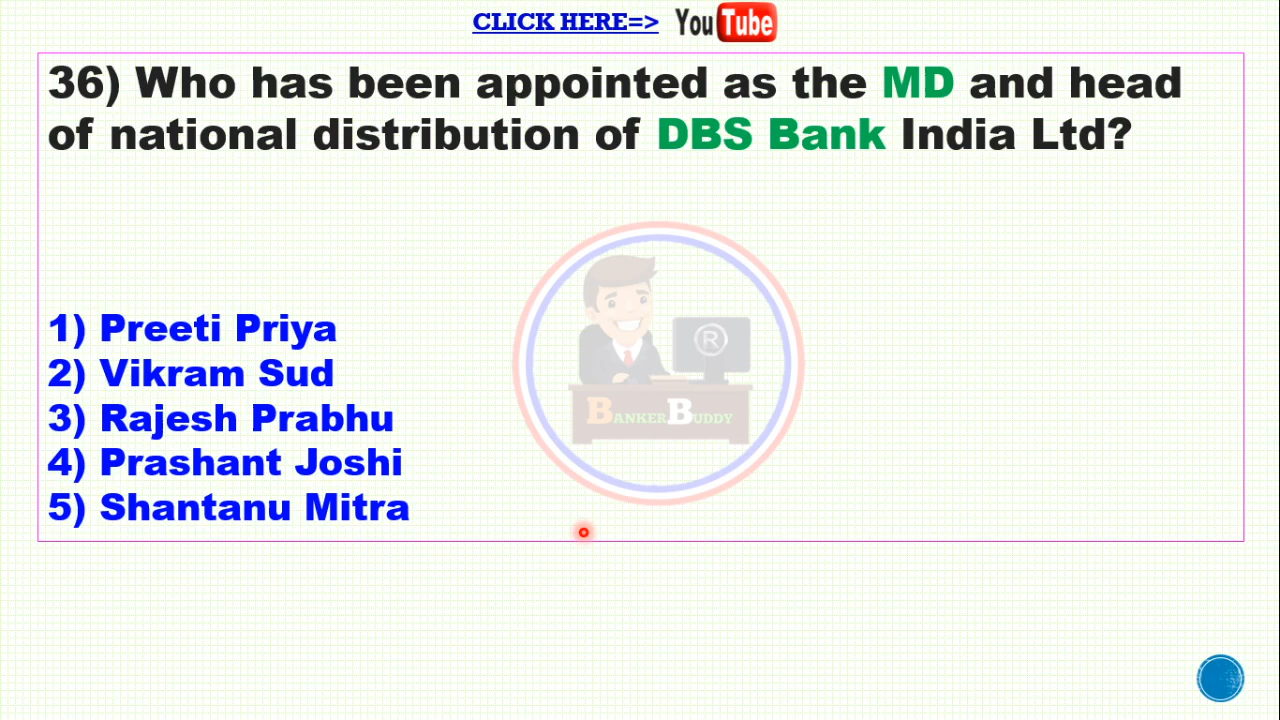 CLICK HERE=> YouTube
36) Who has been appointed as the MD and head
of national distribution of DBS Bank India Ltd?
1) Preeti Priya
2) Vikram Sud
3) Rajesh Prabhu
4) Prashant Joshi
5) Shantanu Mitra
®
BANKER BUDDY